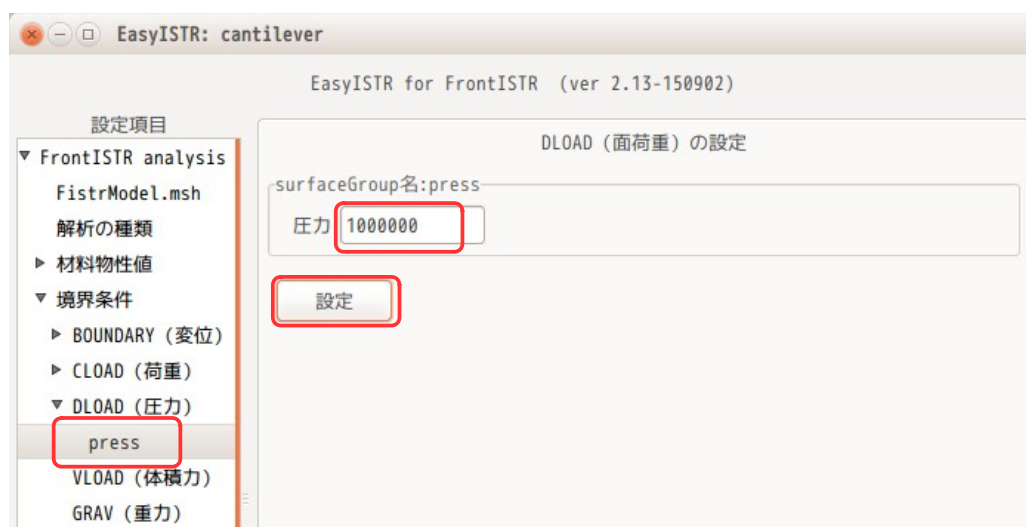 EasyISTR: cantilever
EasyISTR for FrontISTR (ver 2.13-150902)
設定項目
FrontISTR analysis
FistrModel.msh
解析の種類
材料物性値
境界条件
BOUNDARY (変位)
CLOAD (荷重)
DLOAD (圧力)
press
VLOAD (体積力)
GRAV (重力)
DLOAD (面荷重) の設定
surfaceGroup名:press
圧力 1000000
設定